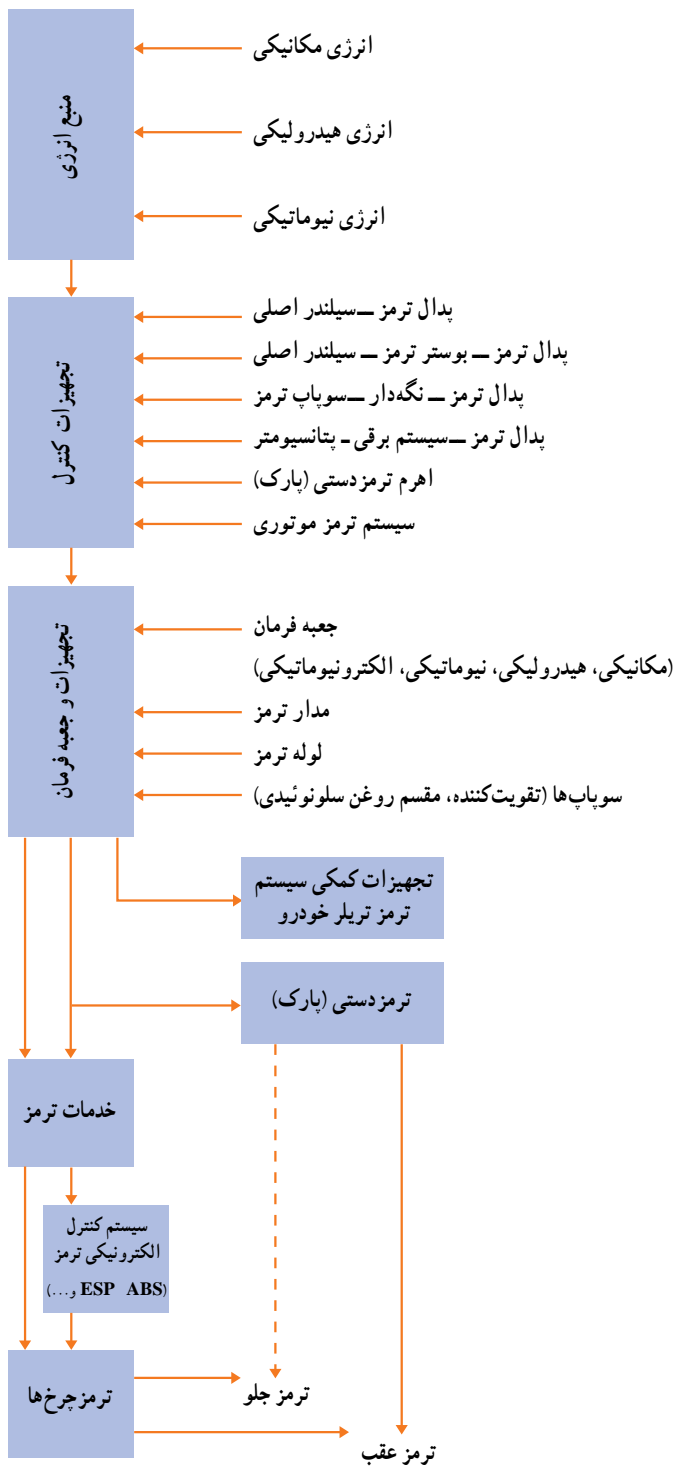 منبع انرژی
انرژی مکانیکی
انرژی هیدرولیکی
انرژی نیوماتیکی
تجهیزات کنترل
پدال ترمز ــ سیلندر اصلی
پدال ترمز ــ بوستر ترمز ــ سیلندر اصلی
پدال ترمز ــ نگه‌دار ــ سوپاپ ترمز
پدال ترمز ــ سیستم برقی - پتانسیومتر
اهرم ترمزدستی (پارک)
سیستم ترمز موتوری
تجهیزات و جعبه فرمان
جعبه فرمان
(مکانیکی، هیدرولیکی، نیوماتیکی، الکترونیوماتیکی)
مدار ترمز
لوله ترمز
سوپاپ‌ها (تقویت‌کننده، مقسم روغن سلونوئیدی)
تجهیزات کمکی سیستم
ترمز تریلر خودرو
ترمزدستی (پارک)
خدمات ترمز
سیستم کنترل
الکترونیکی ترمز
(ESP ABS و...)
ترمزچرخ‌ها
ترمز جلو
ترمز عقب